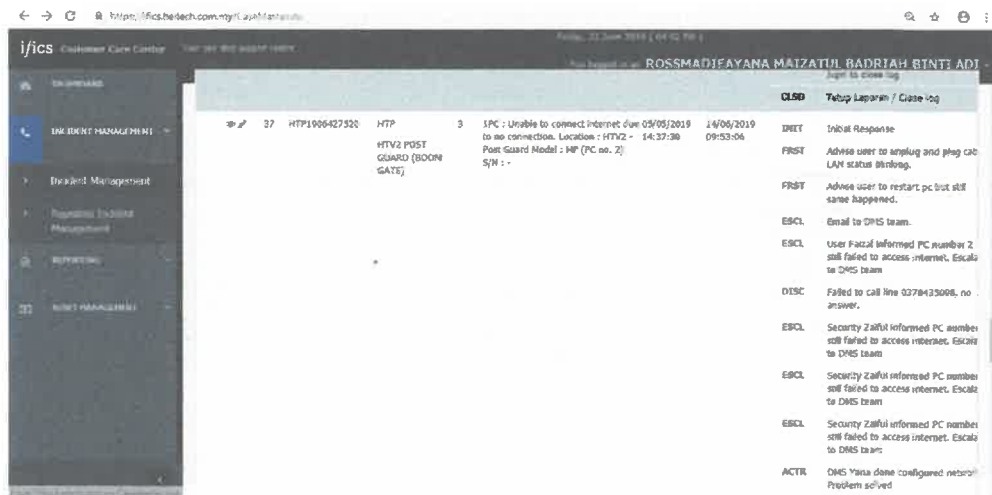 i/ics Customer Care Center
ROSSMADIEAYANA MAIZATUL BADRIAH BINTI ADI
DASHBOARD
INCIDENT MANAGEMENT
Incident Management
Management
REPORTING
ASSET MANAGEMENT
CLSD Tutup Laporan / Close log
37 HTP1906427520 HTP 3 1PC : Unable to connect internet due 05/05/2019 14/06/2019
to no connection. Location : HTV2 - 14:37:30 09:53:06
HTV2 POST Post Guard Model : HP (PC no. 2)
GUARD (BOOM S/N : -
GATE)
INIT Initial Response
FRST Advise user to unplug and plug cab
LAN status blinking.
FRST Advise user to restart pc but still
same happened.
ESCL Email to DMS team.
ESCL User Faizal informed PC number 2
still failed to access internet. Escala
to DMS team
DISC Failed to call line 0378435098, no
answer.
ESCL Security Zaiful informed PC number
still failed to access internet. Escala
to DMS team
ESCL Security Zaiful informed PC number
still failed to access internet. Escala
to DMS team
ESCL Security Zaiful informed PC number
still failed to access internet. Escala
to DMS team
ACTR DMS Yana done configured networ
Problem solved